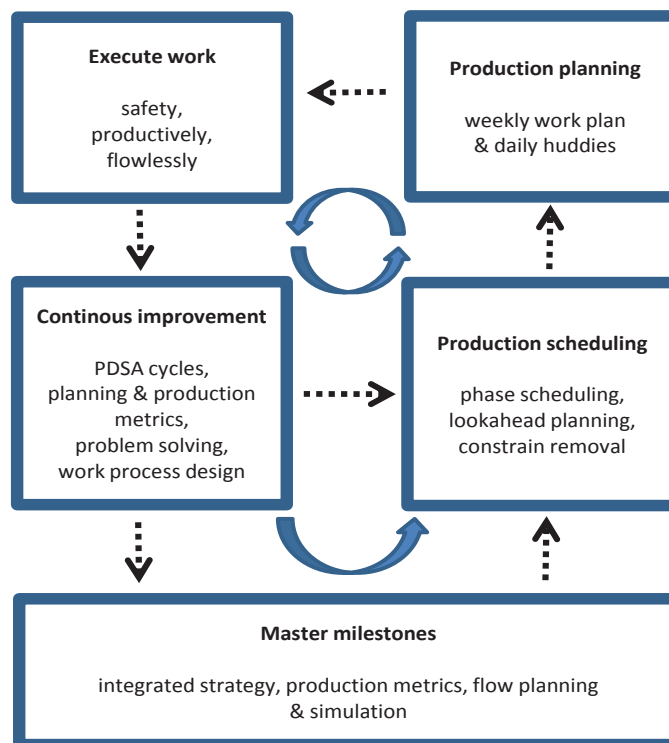 Execute work
safety,
productively,
flowlessly
Production planning
weekly work plan
& daily huddies
Continous improvement
PDSA cycles,
planning & production
metrics,
problem solving,
work process design
Production scheduling
phase scheduling,
lookahead planning,
constrain removal
Master milestones
integrated strategy, production metrics, flow planning
& simulation